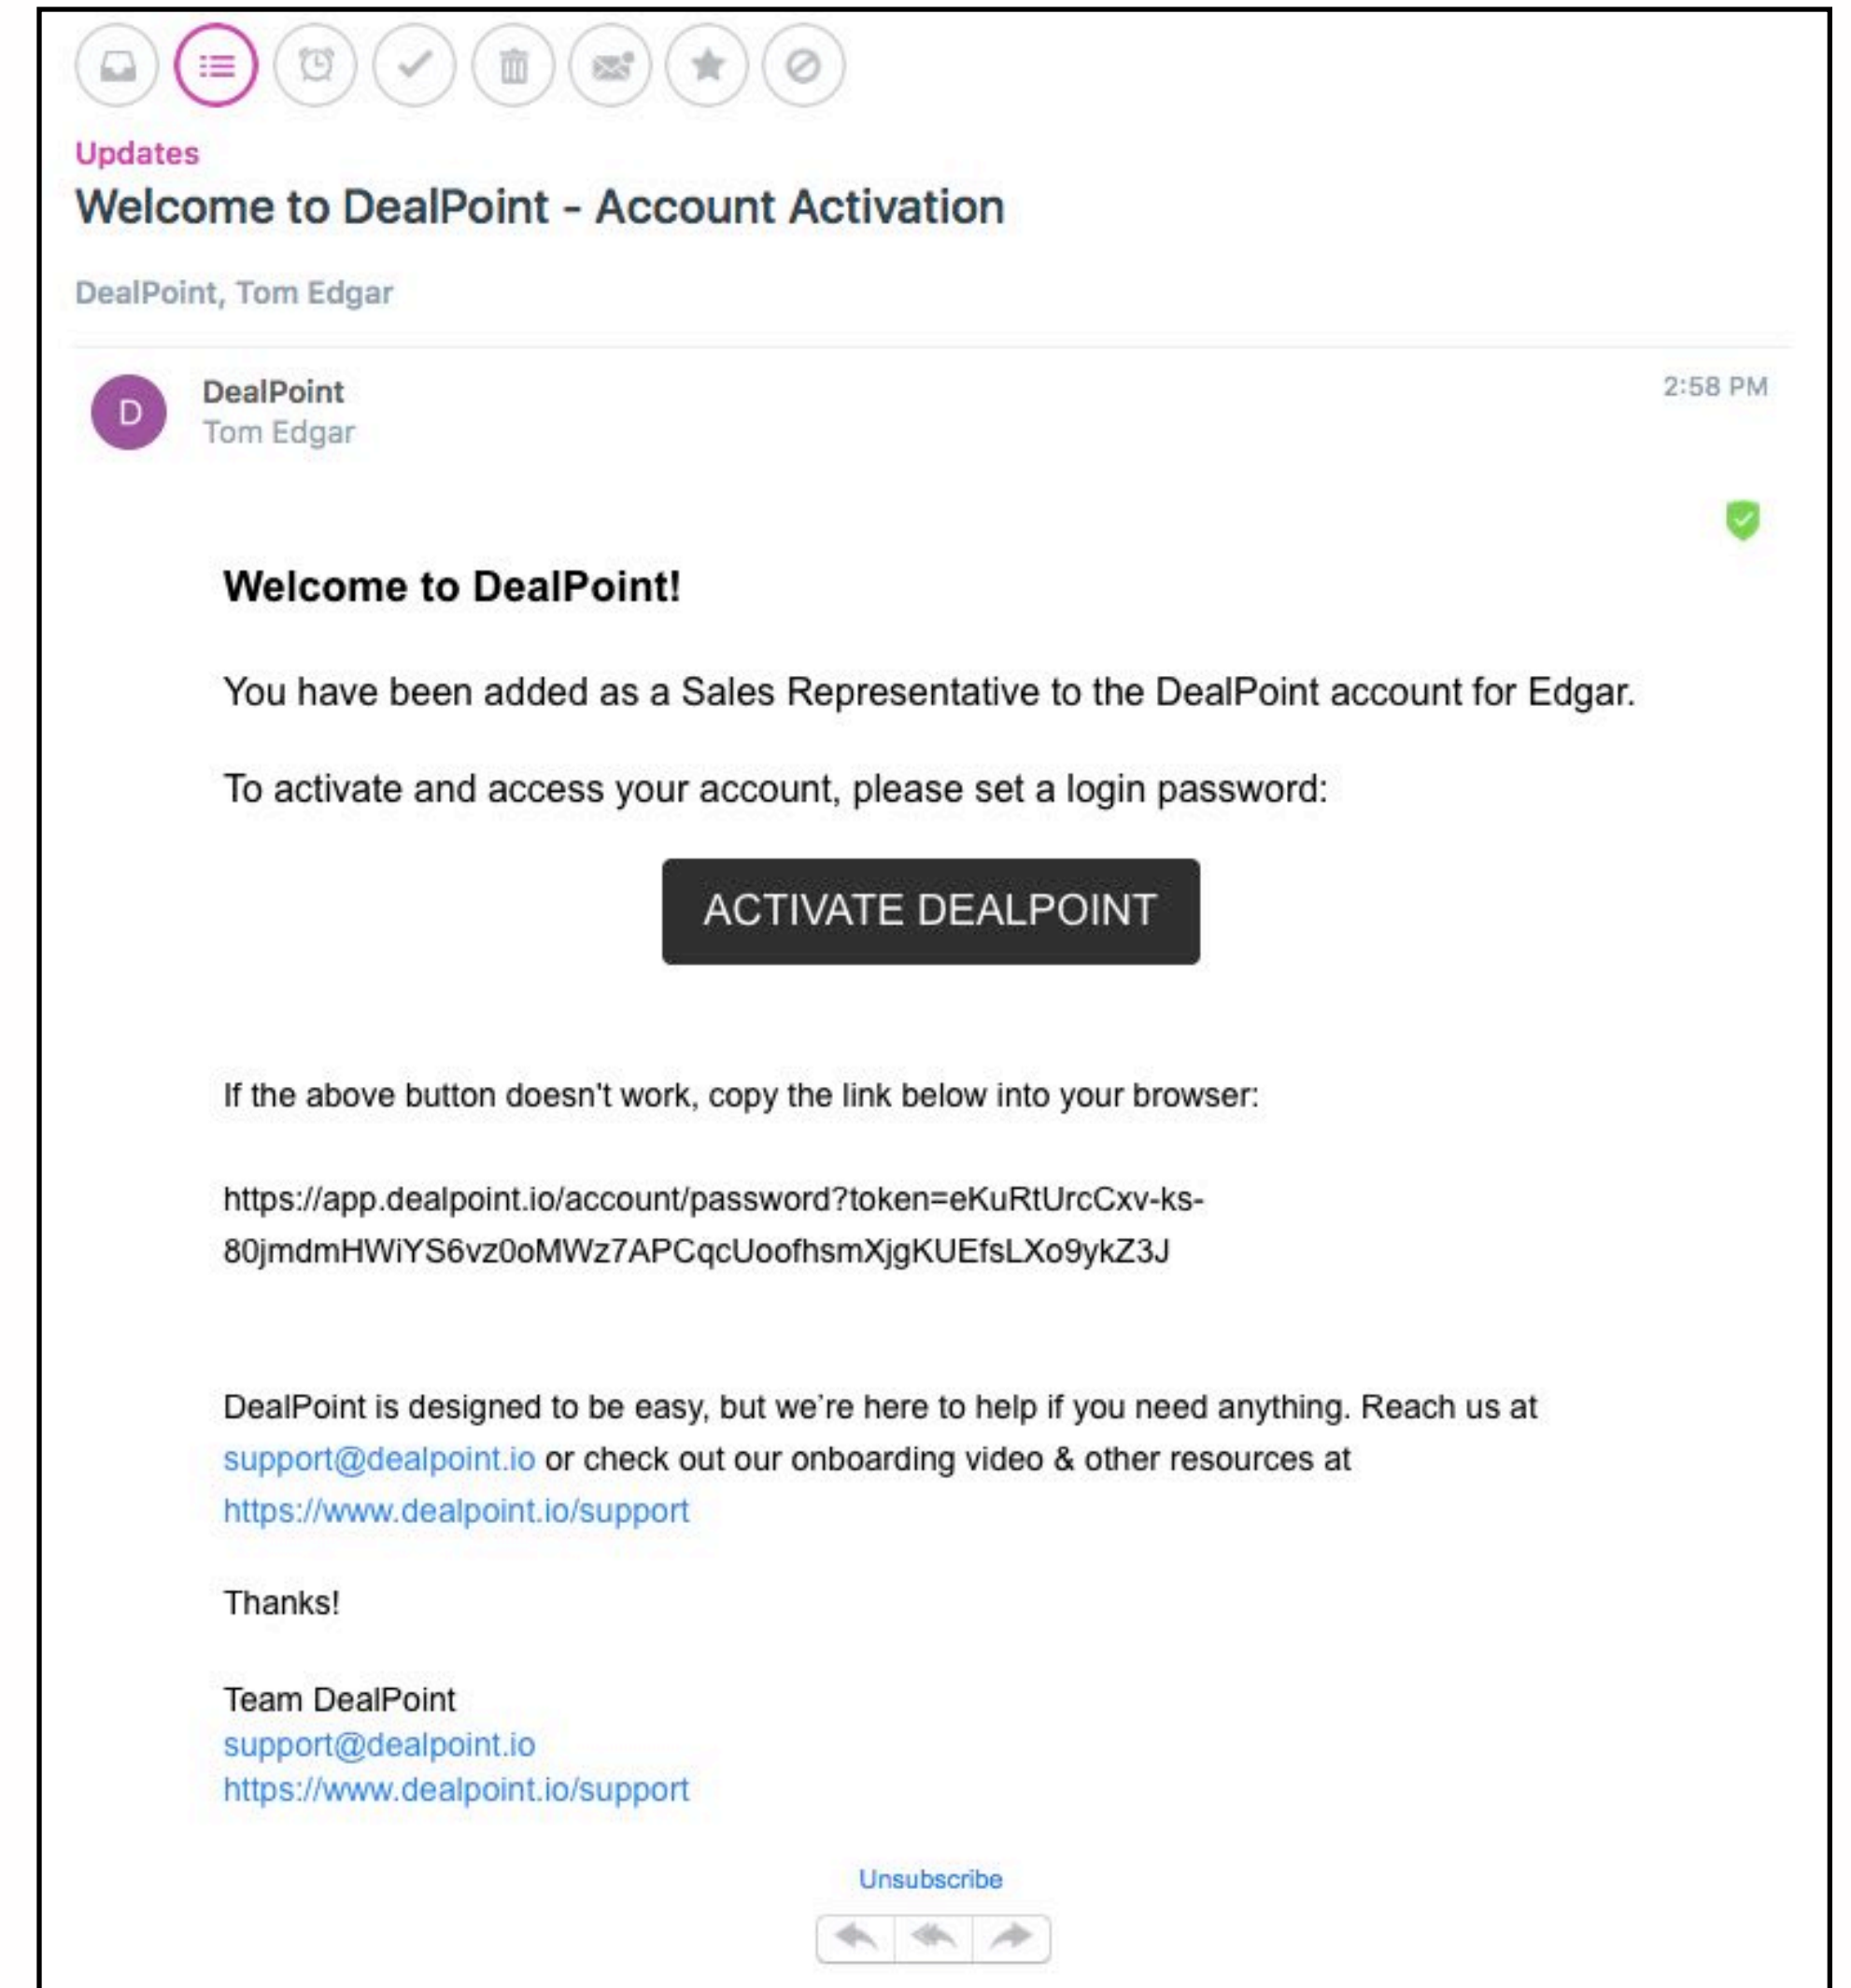 Updates
Welcome to DealPoint - Account Activation
DealPoint, Tom Edgar
D
DealPoint
2:58 PM
Tom Edgar
Welcome to DealPoint!
You have been added as a Sales Representative to the DealPoint account for Edgar.
To activate and access your account, please set a login password:
ACTIVATE DEALPOINT
If the above button doesn't work, copy the link below into your browser:
https://app.dealpoint.io/account/password?token=eKuRtUrcCxv-ks-
80jmdmHWiYS6vz0oMWz7APCqcUoofhsmXjgKUEfsLXo9ykZ3J
DealPoint is designed to be easy, but we’re here to help if you need anything. Reach us at
support@dealpoint.io or check out our onboarding video & other resources at
https://www.dealpoint.io/support
Thanks!
Team DealPoint
support@dealpoint.io
https://www.dealpoint.io/support
Unsubscribe